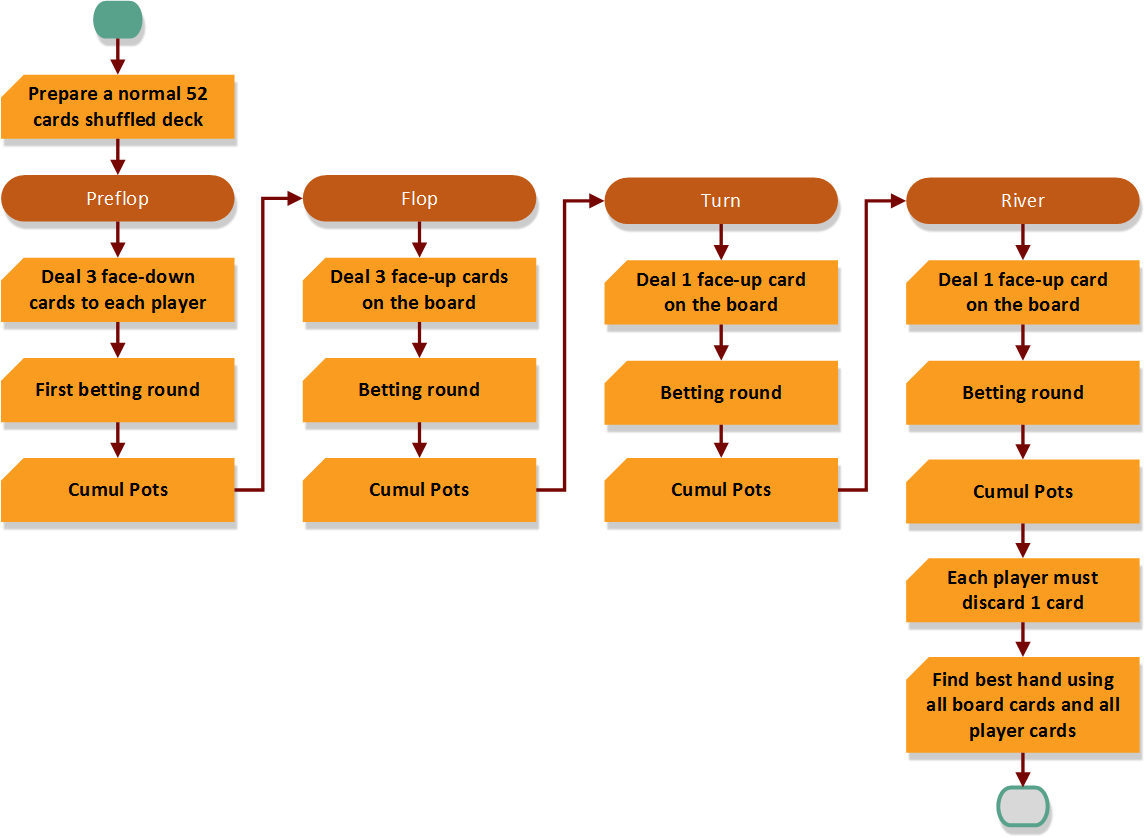 Prepare a normal 52
cards shuffled deck
Preflop
Deal 3 face-down
cards to each player
First betting round
Cumul Pots
Flop
Deal 3 face-up cards
on the board
Betting round
Cumul Pots
Turn
Deal 1 face-up card
on the board
Betting round
Cumul Pots
River
Deal 1 face-up card
on the board
Betting round
Cumul Pots
Each player must
discard 1 card
Find best hand using
all board cards and all
player cards